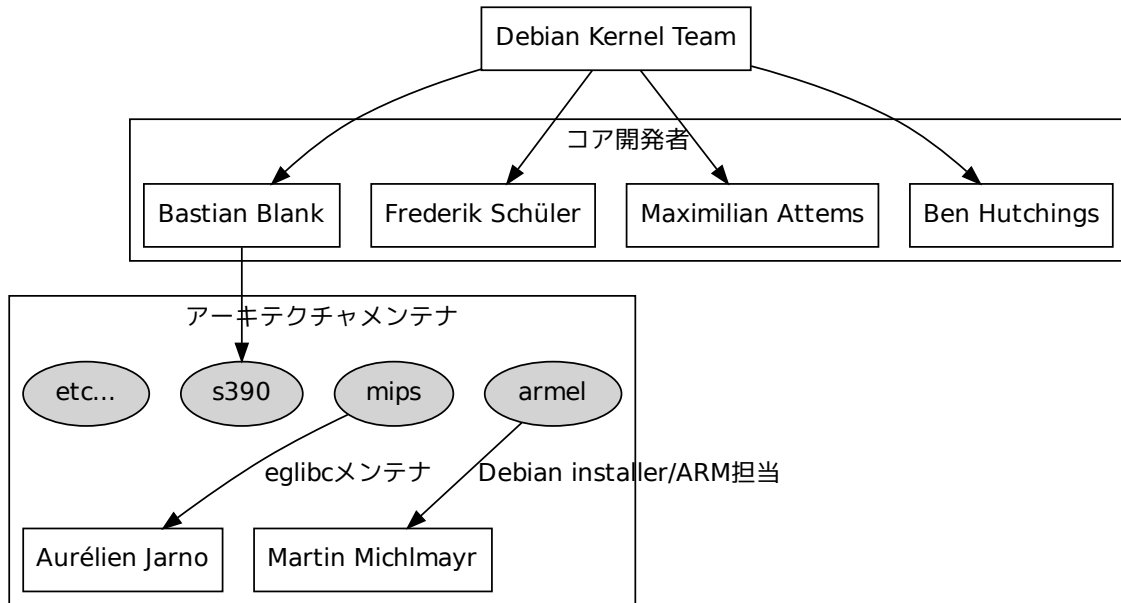 Debian Kernel Team
コア開発者
Bastian Blank
Frederik Schüler
Maximilian Attems
Ben Hutchings
アーキテクチャメンテナ
etc...
s390
mips
armel
eglibcメンテナ
Debian installer/ARM担当
Aurélien Jarno
Martin Michlmayr